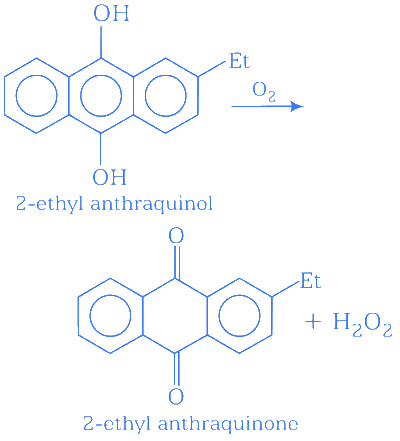 OH
Et
O₂
OH
2-ethyl anthraquinol
O
Et
+ H₂O₂
O
2-ethyl anthraquinone